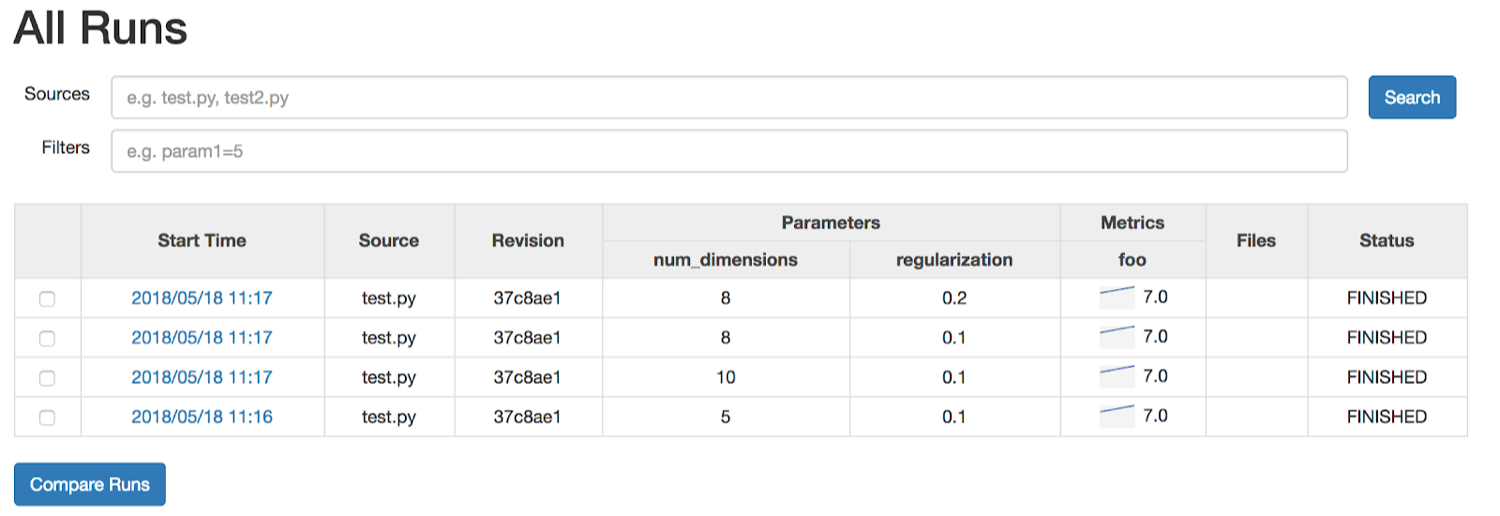 All Runs
Sources e.g. test.py, test2.py Search
Filters e.g. param1=5
Start Time Source Revision Parameters Metrics Files Status
num_dimensions regularization foo
2018/05/18 11:17 test.py 37c8ae1 8 0.2 7.0 FINISHED
2018/05/18 11:17 test.py 37c8ae1 8 0.1 7.0 FINISHED
2018/05/18 11:17 test.py 37c8ae1 10 0.1 7.0 FINISHED
2018/05/18 11:16 test.py 37c8ae1 5 0.1 7.0 FINISHED
Compare Runs